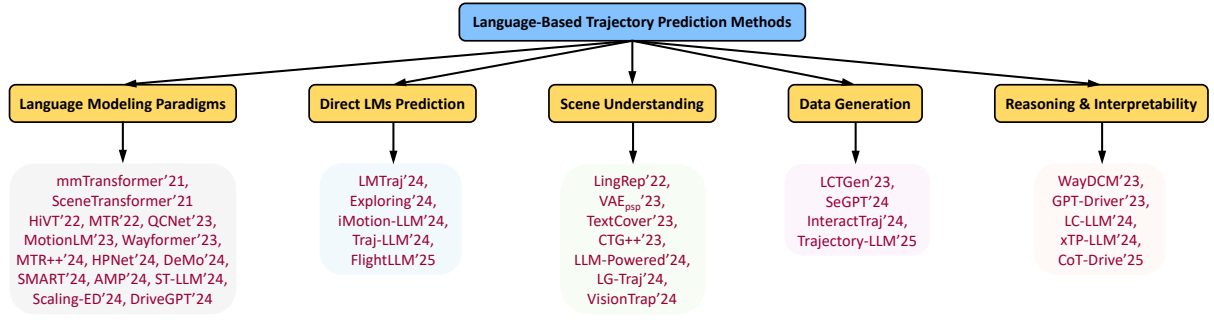 Language-Based Trajectory Prediction Methods
Language Modeling Paradigms
Direct LMs Prediction
Scene Understanding
Data Generation
Reasoning & Interpretability
mmTransformer’21,
SceneTransformer’21
HiVT’22, MTR’22, QCNet’23,
MotionLM’23, Wayformer’23,
MTR++’24, HPNet’24, DeMo’24,
SMART’24, AMP’24, ST-LLM’24,
Scaling-ED’24, DriveGPT’24
LMTraj’24,
Exploring’24,
iMotion-LLM’24,
Traj-LLM’24,
FlightLLM’25
LingRep’22,
VAEpsp’23,
TextCover’23,
CTG++’23,
LLM-Powered’24,
LG-Traj’24,
VisionTrap’24
LCTGen’23,
SeGPT’24
InteractTraj’24,
Trajectory-LLM’25
WayDCM’23,
GPT-Driver’23,
LC-LLM’24,
xTP-LLM’24,
CoT-Drive’25